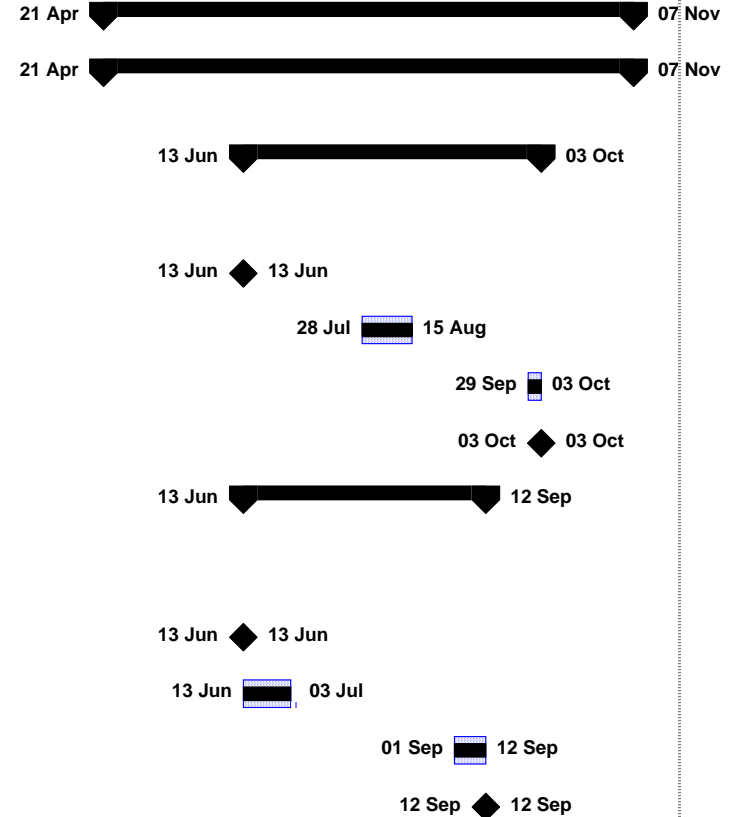 21 Apr 07 Nov
21 Apr 07 Nov
13 Jun 03 Oct
13 Jun 13 Jun
28 Jul 15 Aug
29 Sep 03 Oct
03 Oct 03 Oct
13 Jun 12 Sep
13 Jun 13 Jun
13 Jun 03 Jul
01 Sep 12 Sep
12 Sep 12 Sep